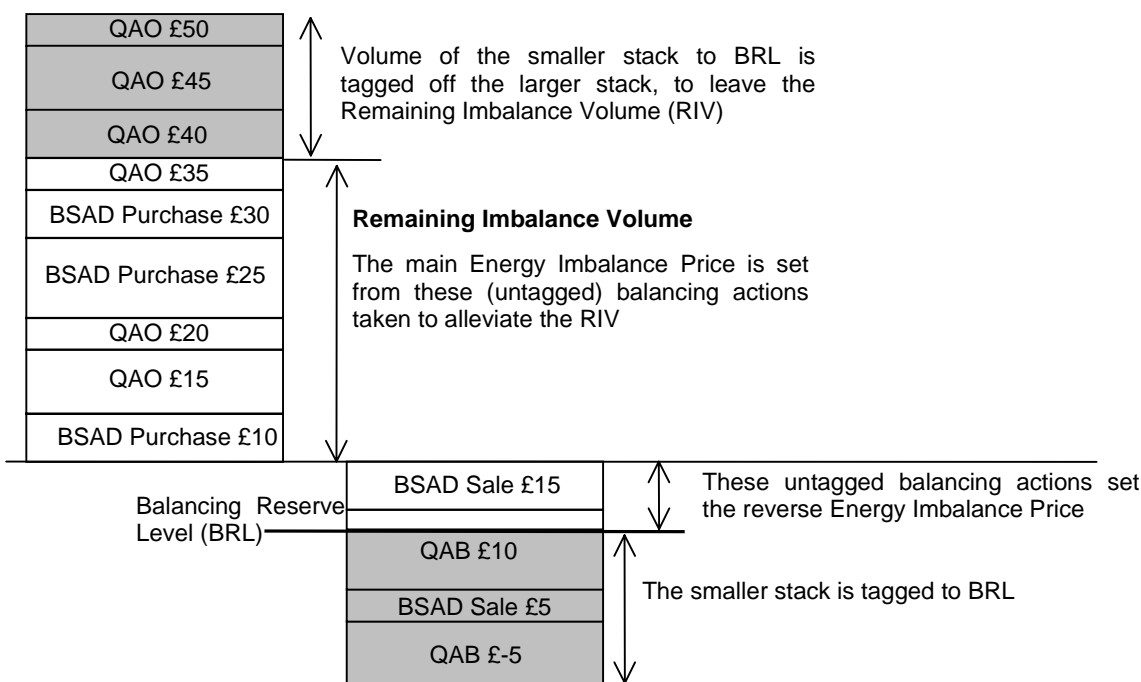 QAO £50
QAO £45
QAO £40
QAO £35
BSAD Purchase £30
BSAD Purchase £25
QAO £20
QAO £15
BSAD Purchase £10
Volume of the smaller stack to BRL is
tagged off the larger stack, to leave the
Remaining Imbalance Volume (RIV)
Remaining Imbalance Volume
The main Energy Imbalance Price is set
from these (untagged) balancing actions
taken to alleviate the RIV
Balancing Reserve
Level (BRL)
BSAD Sale £15
QAB £10
BSAD Sale £5
QAB £-5
These untagged balancing actions set
the reverse Energy Imbalance Price
The smaller stack is tagged to BRL